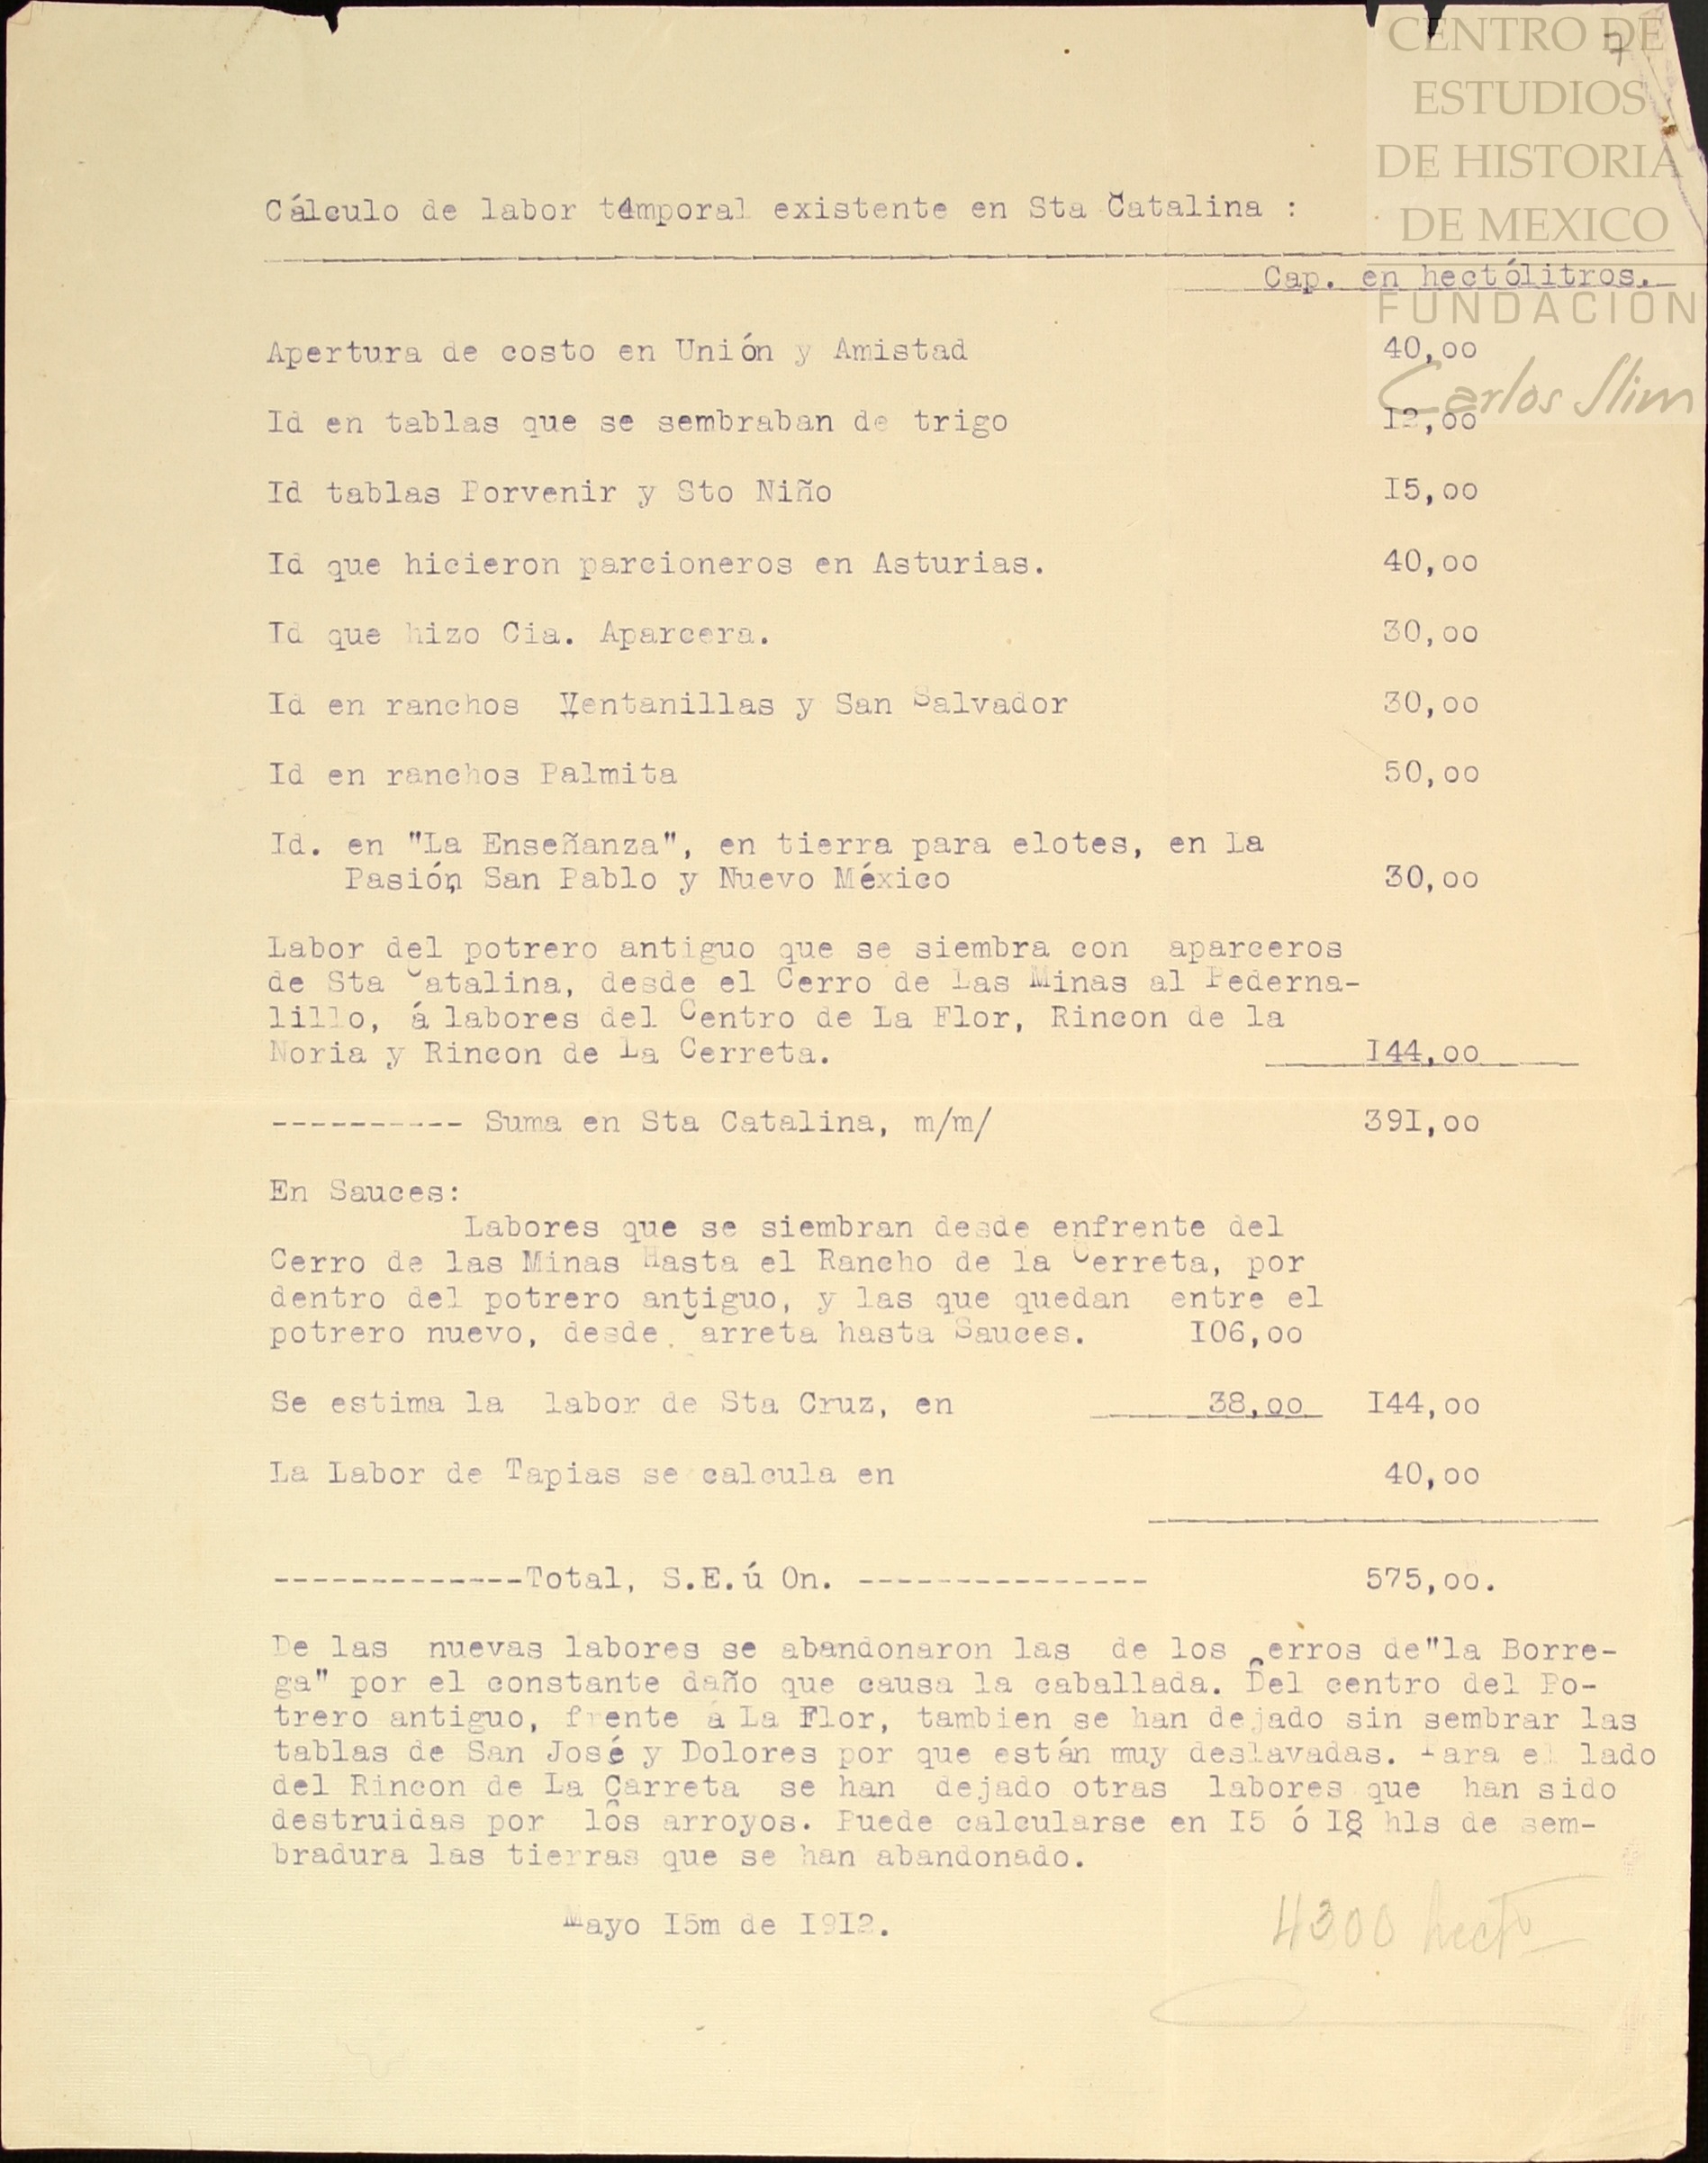 CENTRO DE
ESTUDIOS
DE HISTORIA
DE MEXICO
FUNDACION
Carlos Slim
7
Cálculo de labor temporal existente en Sta Catalina :
Cap. en hectólitros.
Apertura de costo en Unión y Amistad 40,00
Id en tablas que se sembraban de trigo 12,00
Id tablas Porvenir y Sto Niño I5,00
Id que hicieron parcioneros en Asturias. 40,00
Id que hizo Cia. Aparcera. 30,00
Id en ranchos Ventanillas y San Salvador 30,00
Id en ranchos Palmita 50,00
Id. en "La Enseñanza", en tierra para elotes, en La
Pasión, San Pablo y Nuevo México 30,00
Labor del potrero antiguo que se siembra con aparceros
de Sta Catalina, desde el Cerro de Las Minas al Pederna-
lillo, á labores del Centro de La Flor, Rincon de la
Noria y Rincon de La Cerreta. I44,00
---------- Suma en Sta Catalina, m/m/ 39I,00
En Sauces:
Labores que se siembran desde enfrente del
Cerro de las Minas Hasta el Rancho de la Cerreta, por
dentro del potrero antiguo, y las que quedan entre el
potrero nuevo, desde Carreta hasta Sauces. I06,00
Se estima la labor de Sta Cruz, en 38,00 I44,00
La Labor de Tapias se calcula en 40,00
-------------Total, S.E.ú On. --------------- 575,00.
De las nuevas labores se abandonaron las de los erros de"la Borre-
ga" por el constante daño que causa la caballada. Del centro del Po-
trero antiguo, frente á La Flor, tambien se han dejado sin sembrar las
tablas de San José y Dolores por que están muy deslavadas. Para el lado
del Rincon de La Carreta se han dejado otras labores que han sido
destruidas por los arroyos. Puede calcularse en I5 ó I8 hls de sem-
bradura las tierras que se han abandonado.
Mayo I5m de I9I2.
4300 hect